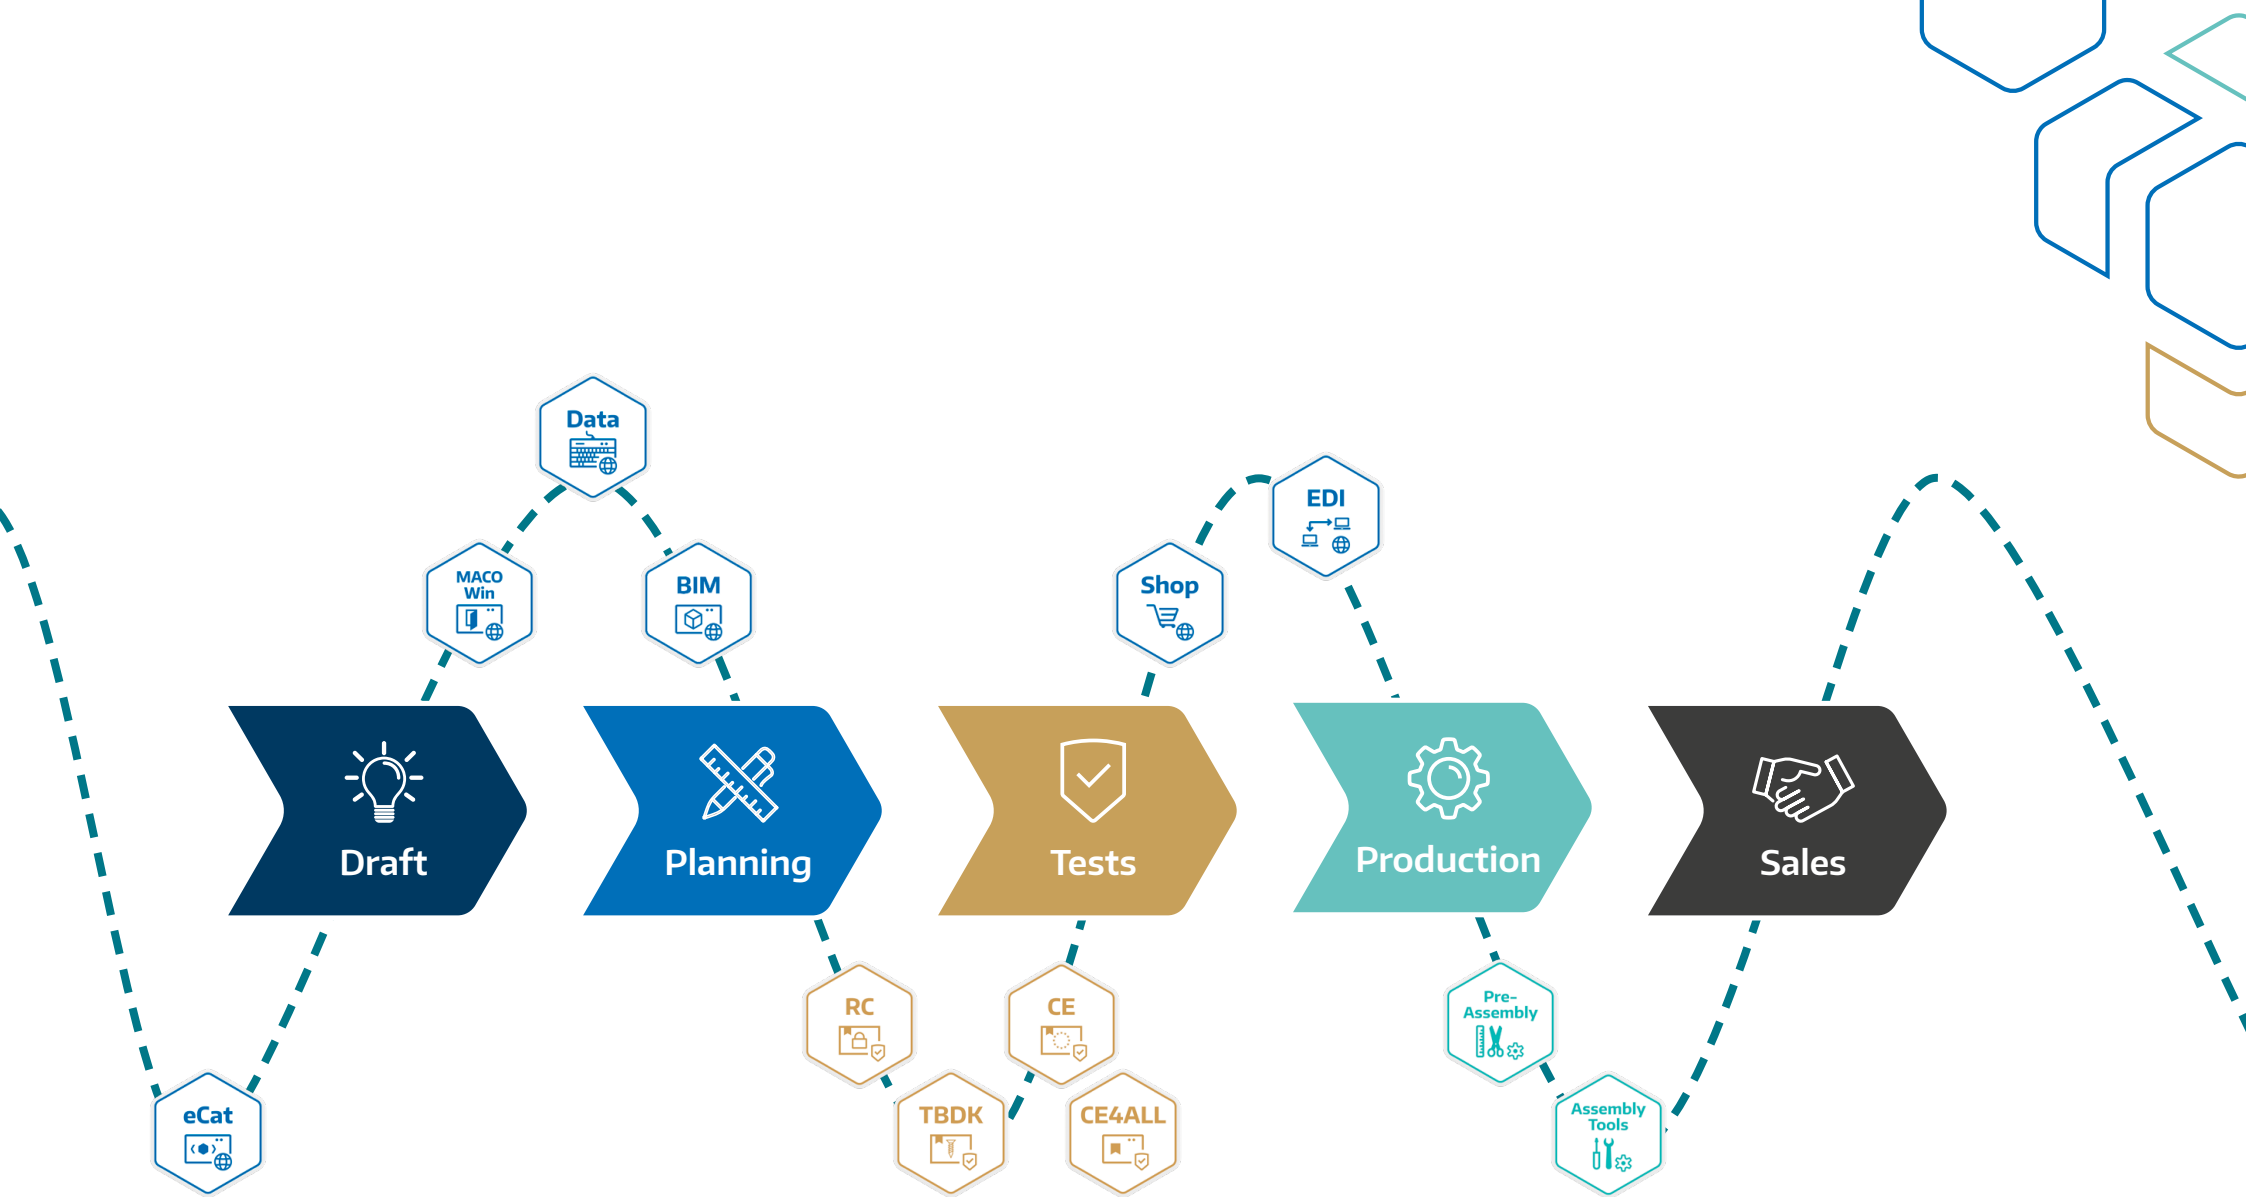 Data
EDI
MACO
Win
BIM
Shop
Draft
Planning
Tests
Production
Sales
RC
CE
Pre-
Assembly
eCat
TBDK
CE4ALL
Assembly
Tools